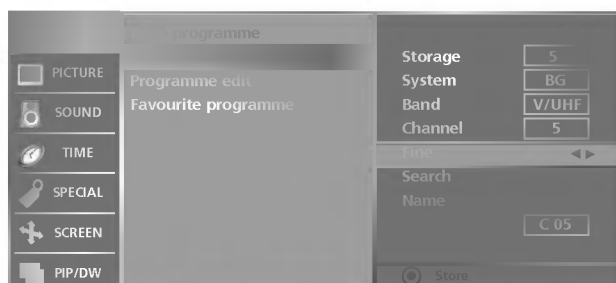 programme
Programme edit
Favourite programme
PICTURE
SOUND
TIME
SPECIAL
SCREEN
PIP/DW
Storage 5
System BG
Band V/UHF
Channel 5
Fine
Search
Name
C 05
Store